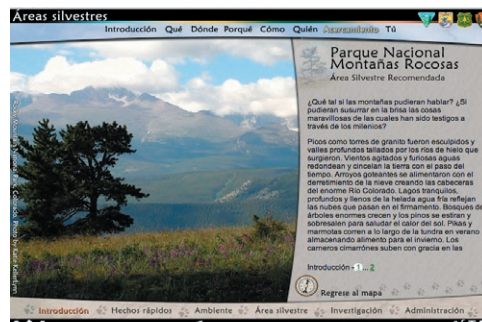 Áreas silvestres
Introducción Qué Dónde Porqué Cómo Quién Acercamiento Tú
Parque Nacional
Montañas Rocosas
Área Silvestre Recomendada
¿Qué tal si las montañas pudieran hablar? ¿Si
pudieran susurrar en la brisa las cosas
maravillosas de las cuales han sido testigos a
través de los milenios?
Picos como torres de granito fueron esculpidos y
valles profundos tallados por los ríos de hielo que
surgieron. Vientos agitados y furiosas aguas
redondean y cincelan la tierra con el paso del
tiempo. Arroyos goteantes se alimentaron con el
derretimiento de la nieve creando las cabeceras
del enorme Río Colorado. Lagos tranquilos,
profundos y llenos de la helada agua fría reflejan
las nubes que pasan en el firmamento. Bosques de
árboles enormes crecen y los pinos se estiran y
sobresalen para saludar el calor del sol. Pikas y
marmotas corren a lo largo de la tundra en verano
almacenando alimento para el invierno. Los
carneros cimarrónes suben con gracia en las
Introducción - 1 ... 2
Regrese al mapa
Introducción Hechos rápidos Ambiente Área silvestre Investigación Administración